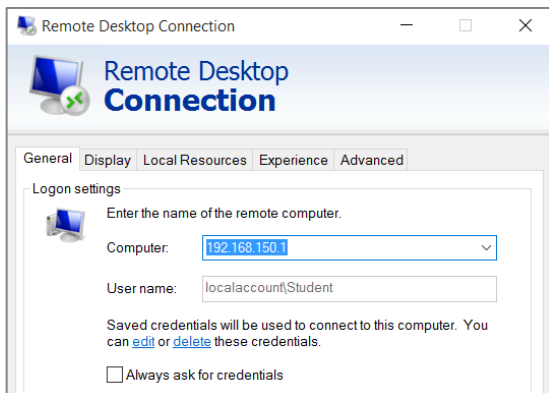 Remote Desktop Connection
Remote Desktop
Connection
General Display Local Resources Experience Advanced
Logon settings
Enter the name of the remote computer.
Computer: 192.168.150.1
User name: localaccount\Student
Saved credentials will be used to connect to this computer. You
can edit or delete these credentials.
Always ask for credentials